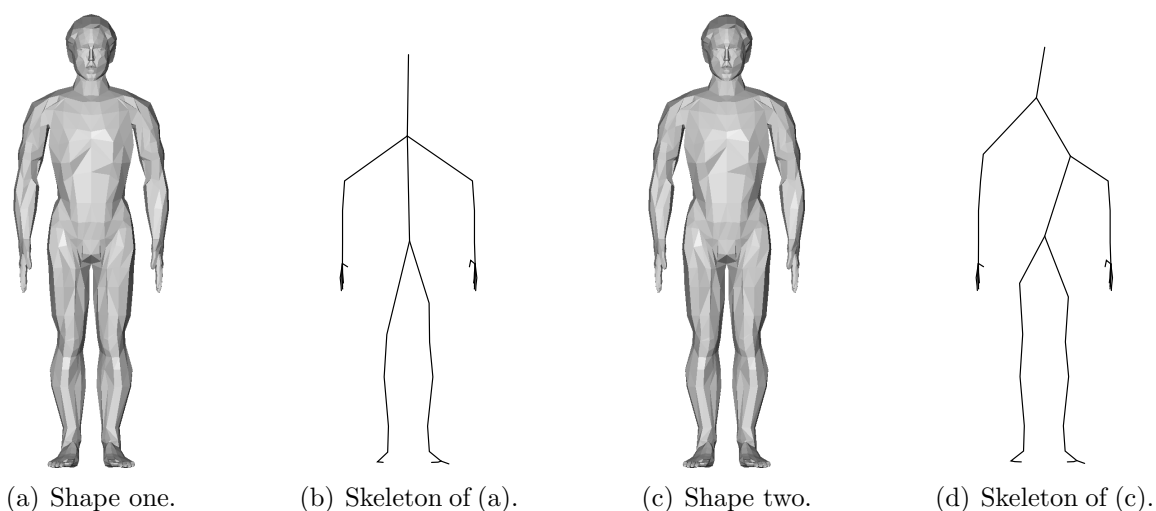 (a) Shape one.
(b) Skeleton of (a).
(c) Shape two.
(d) Skeleton of (c).